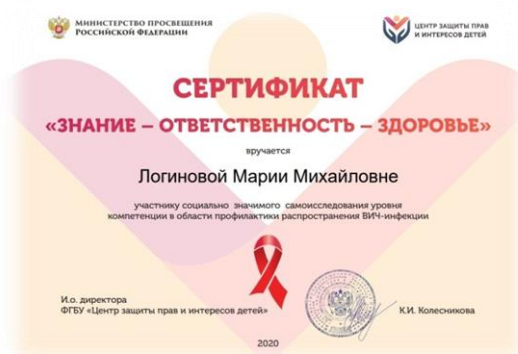 МИНИСТЕРСТВО ПРОСВЕЩЕНИЯ
РОССИЙСКОЙ ФЕДЕРАЦИИ
ЦЕНТР ЗАЩИТЫ ПРАВ
И ИНТЕРЕСОВ ДЕТЕЙ
СЕРТИФИКАТ
«ЗНАНИЕ – ОТВЕТСТВЕННОСТЬ – ЗДОРОВЬЕ»
вручается
Логиновой Марии Михайловне
участнику социально значимого самоисследования уровня
компетенции в области профилактики распространения ВИЧ-инфекции
И.о. директора
ФГБУ «Центр защиты прав и интересов детей»
К.И. Колесникова
2020